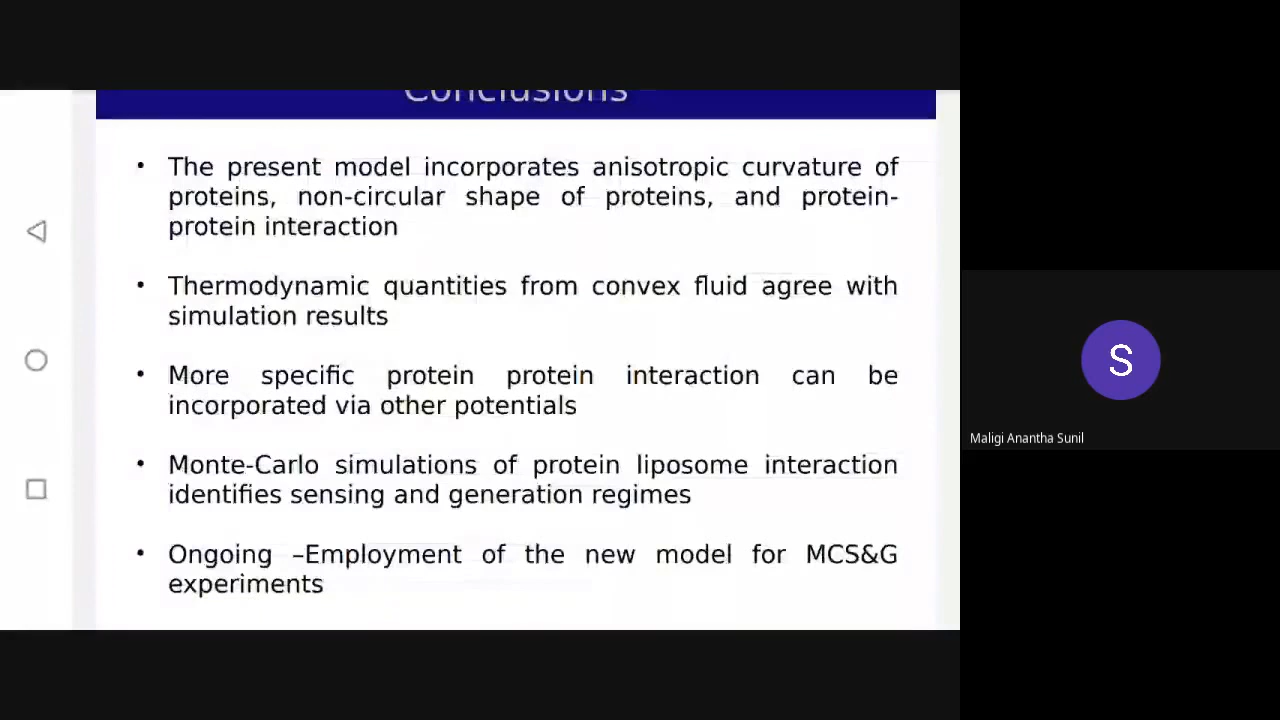 Conclusions
• The present model incorporates anisotropic curvature of
proteins, non-circular shape of proteins, and protein-
protein interaction
• Thermodynamic quantities from convex fluid agree with
simulation results
• More specific protein protein interaction can be
incorporated via other potentials
• Monte-Carlo simulations of protein liposome interaction
identifies sensing and generation regimes
• Ongoing –Employment of the new model for MCS&G
experiments
S
Maligi Anantha Sunil